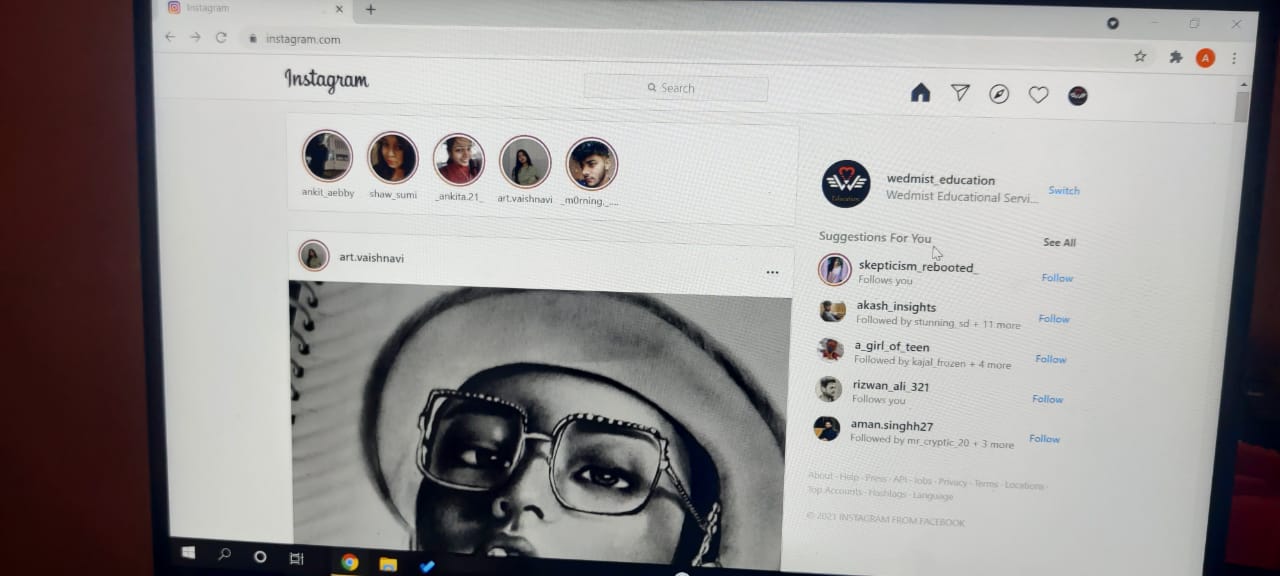 Instagram
instagram.com
A
Instagram
Search
ankit_aebby
shaw_sumi
_ankita.21_
art.vaishnavi
_m0rning._....
art.vaishnavi
wedmist_education
Wedmist Educational Servi...
Switch
W
Education
Suggestions For You
See All
skepticism_rebooted_
Follows you
Follow
akash_insights
Followed by stunning_sd + 11 more
Follow
a_girl_of_teen
Followed by kajal_frozen + 4 more
Follow
rizwan_ali_321
Follows you
Follow
aman.singhh27
Followed by mr_cryptic_20 + 3 more
Follow
About · Help · Press · API · Jobs · Privacy · Terms · Locations ·
Top Accounts · Hashtags · Language
© 2021 INSTAGRAM FROM FACEBOOK